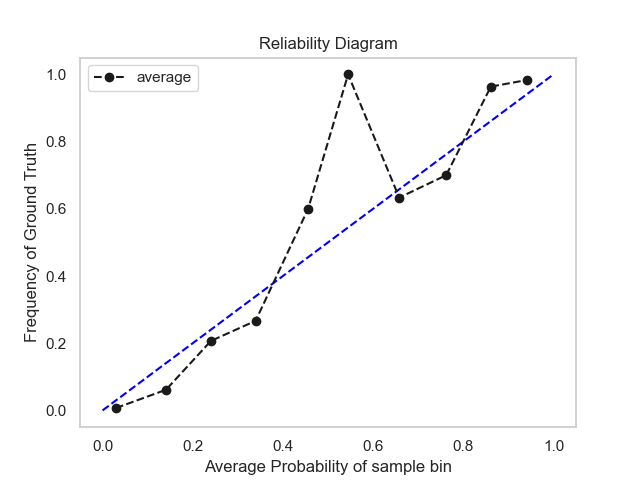 Reliability Diagram
average
Frequency of Ground Truth
1.0
0.8
0.6
0.4
0.2
0.0
0.0 0.2 0.4 0.6 0.8 1.0
Average Probability of sample bin